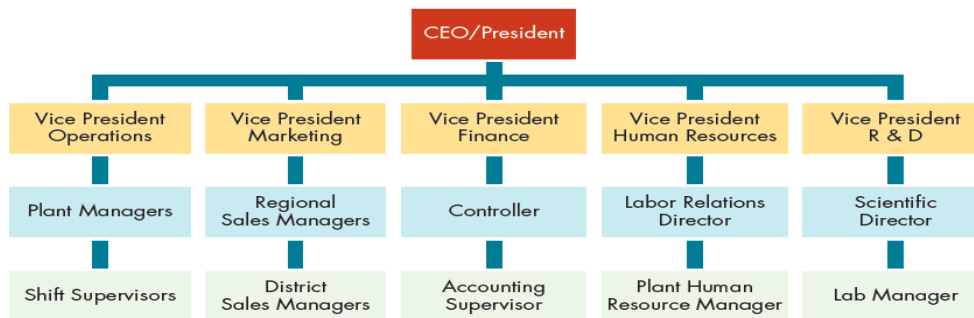 CEO/President
Vice President
Operations
Vice President
Marketing
Vice President
Finance
Vice President
Human Resources
Vice President
R & D
Plant Managers
Regional
Sales Managers
Controller
Labor Relations
Director
Scientific
Director
Shift Supervisors
District
Sales Managers
Accounting
Supervisor
Plant Human
Resource Manager
Lab Manager